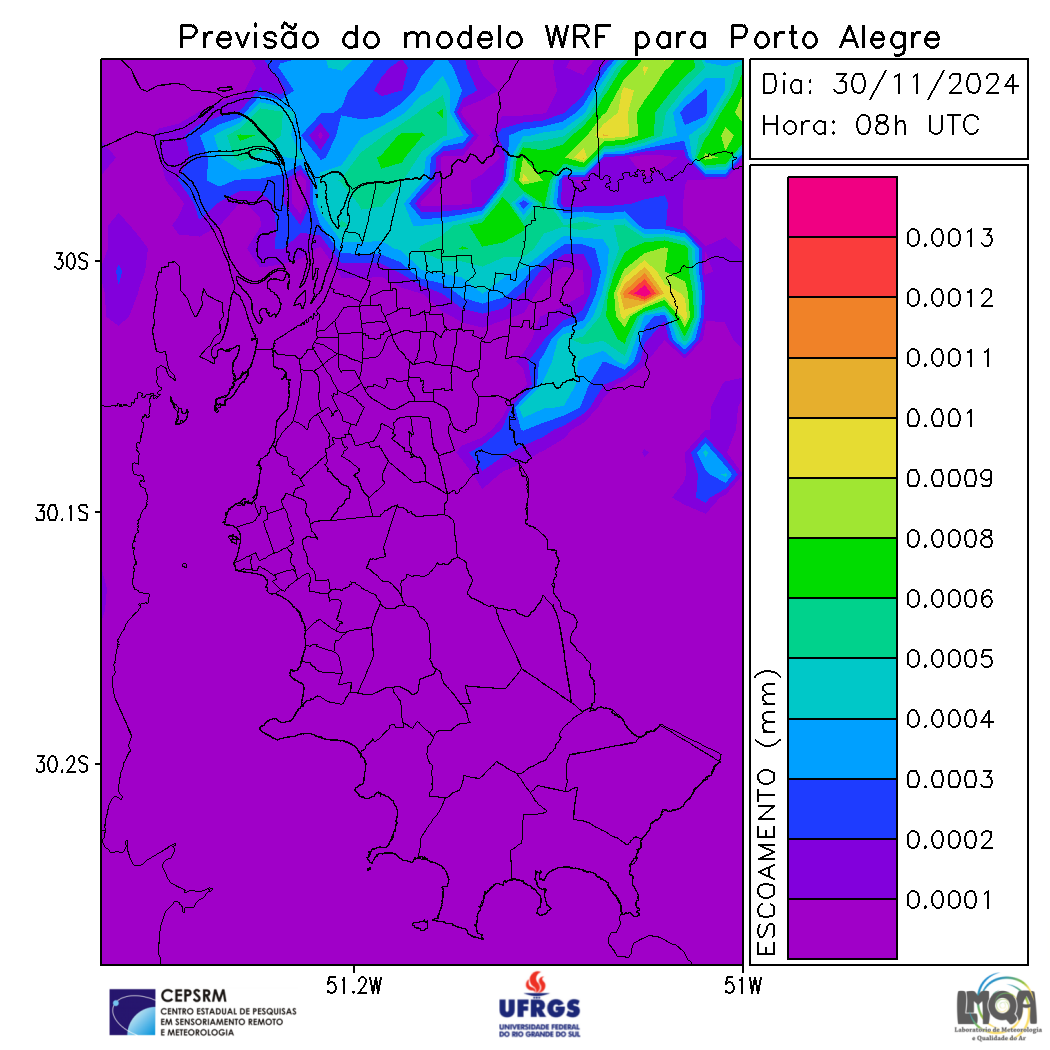 Previsão do modelo WRF para Porto Alegre
Dia: 30/11/2024
Hora: 08h UTC
30S
30.1S
30.2S
51.2W
51W
ESCOAMENTO (mm)
0.0013
0.0012
0.0011
0.001
0.0009
0.0008
0.0006
0.0005
0.0004
0.0003
0.0002
0.0001
CEPSRM
CENTRO ESTADUAL DE PESQUISAS
EM SENSORIAMENTO REMOTO
E METEOROLOGIA
UFRGS
UNIVERSIDADE FEDERAL
DO RIO GRANDE DO SUL
LMQA
Laboratório de Meteorologia
e Qualidade do Ar